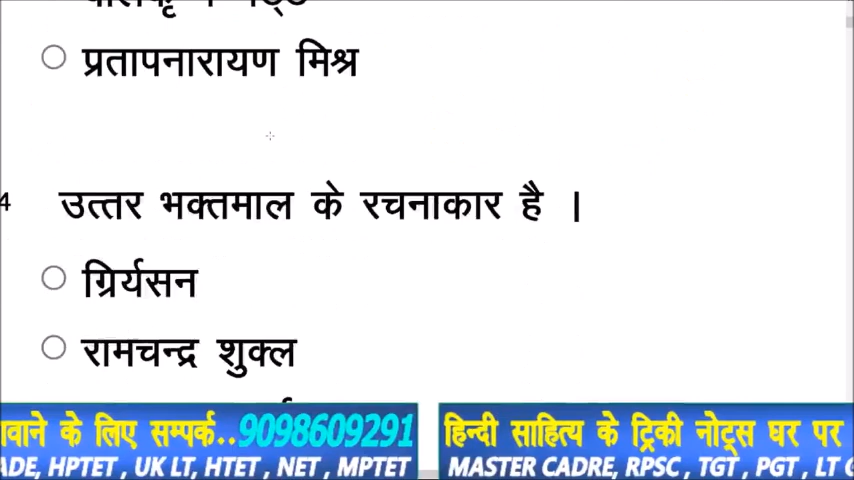 प्रतापनारायण मिश्र
4 उत्तर भक्तमाल के रचनाकार है ।
ग्रिर्यसन
रामचन्द्र शुक्ल
वाने के लिए सम्पर्क..9098609291
हिन्दी साहित्य के ट्रिकी नोट्स घर पर
ADE, HPTET , UK LT, HTET , NET , MPTET
MASTER CADRE, RPSC , TGT , PGT , LT G